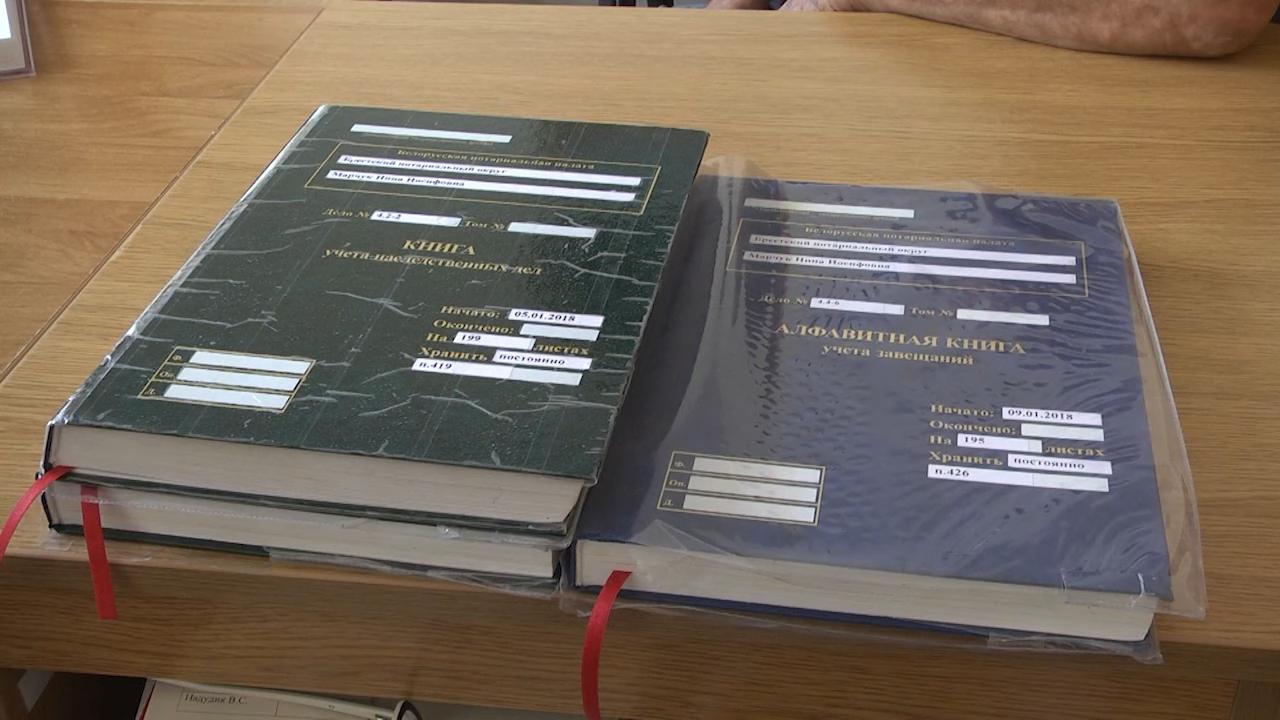 Белорусская нотариальная палата
Брестский нотариальный округ
Марчук Нина Иосифовна
Дело № 4.2-2 Том №
КНИГА
учета наследственных дел
Начато: 05.01.2018
Окончено:
На 199 листах
Хранить постоянно
п.419
Ф.
Оп.
Д.
Белорусская нотариальная палата
Брестский нотариальный округ
Марчук Нина Иосифовна
Дело № 4.4-6 Том №
АЛФАВИТНАЯ КНИГА
учета завещаний
Начато: 09.01.2018
Окончено:
На 195 листах
Хранить постоянно
п.426
Ф.
Оп.
Д.
Надудик В.С.